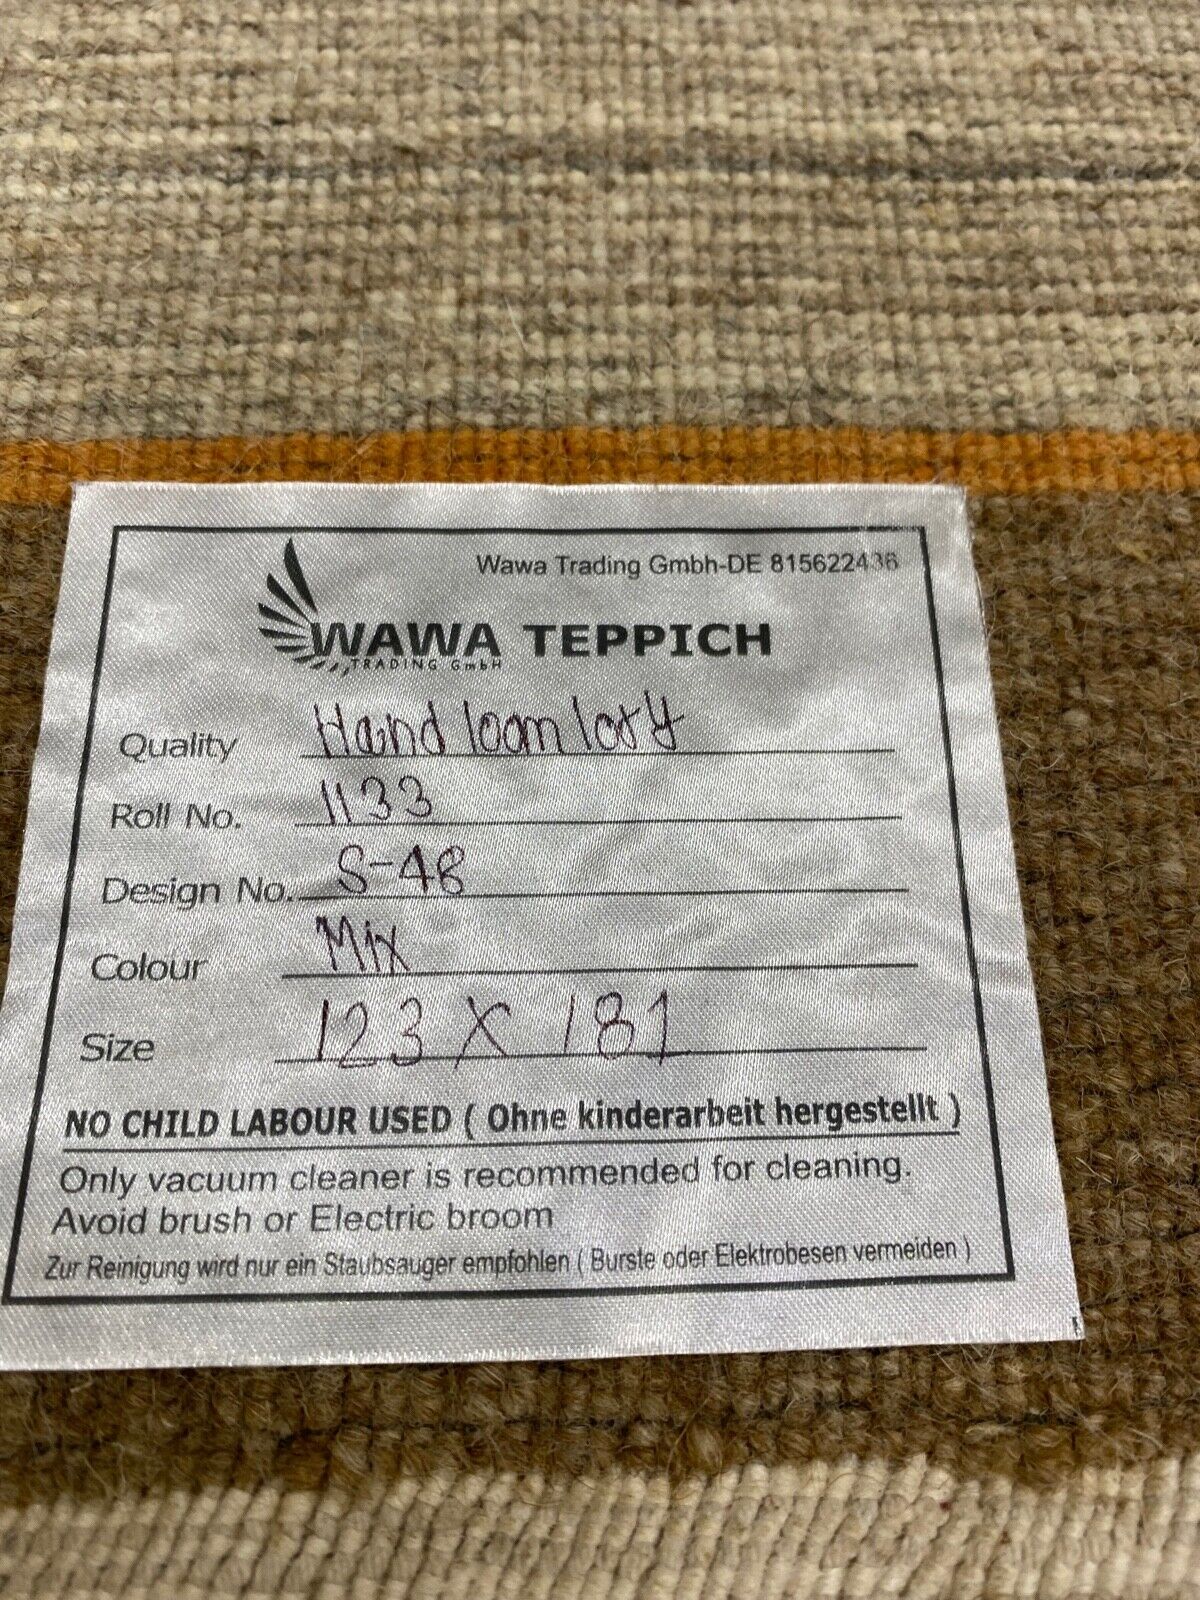 Wawa Trading Gmbh-DE 815622436
WAWA TEPPICH
TRADING GmbH
Quality Hand loom lory
Roll No. 1133
Design No. S-48
Colour Mix
Size 123 X 181
NO CHILD LABOUR USED ( Ohne kinderarbeit hergestellt )
Only vacuum cleaner is recommended for cleaning.
Avoid brush or Electric broom
Zur Reinigung wird nur ein Staubsauger empfohlen ( Burste oder Elektrobesen vermeiden )